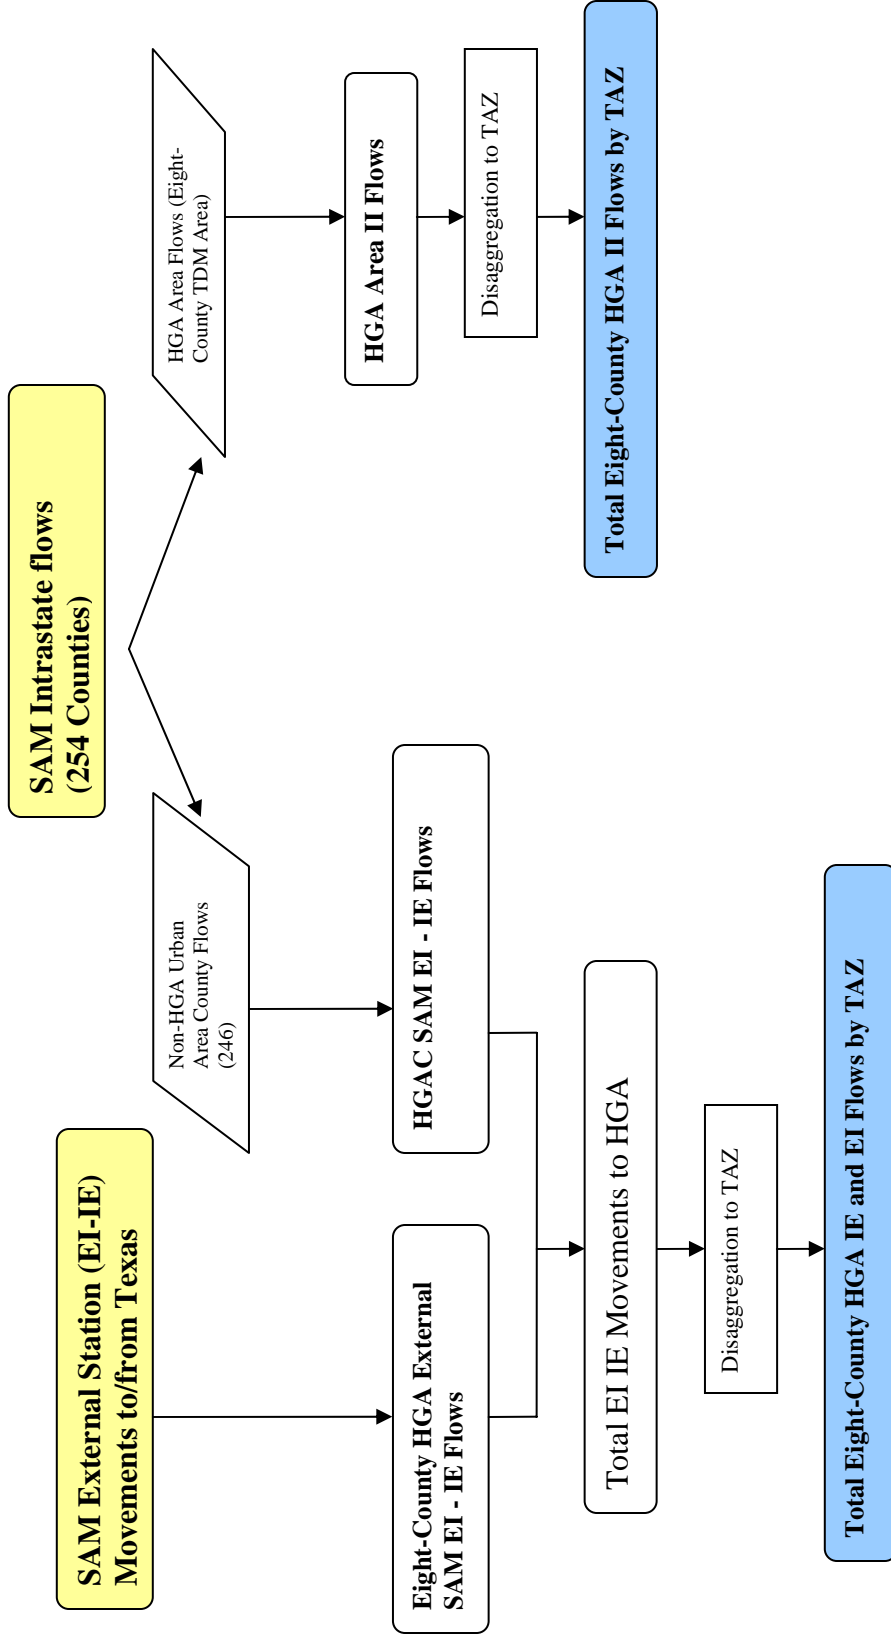 SAM External Station (EI-IE)
Movements to/from Texas
SAM Intrastate flows
(254 Counties)
Non-HGA Urban
Area County Flows
(246)
HGA Area Flows (Eight-
County TDM Area)
Eight-County HGA External
SAM EI - IE Flows
HGAC SAM EI - IE Flows
HGA Area II Flows
Total EI IE Movements to HGA
Disaggregation to TAZ
Disaggregation to TAZ
Total Eight-County HGA II Flows by TAZ
Total Eight-County HGA IE and EI Flows by TAZ